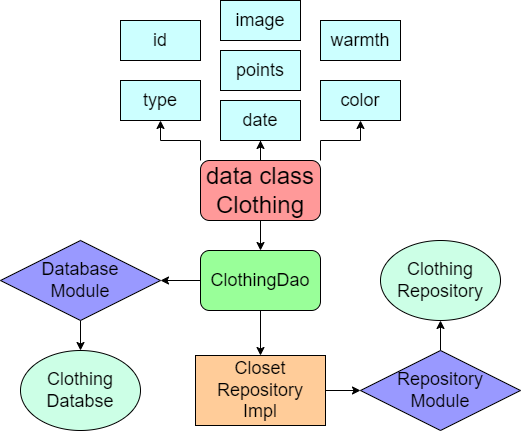 image
id
warmth
points
type
color
date
data class
Clothing
Database
Module
ClothingDao
Clothing
Repository
Clothing
Databse
Closet
Repository
Impl
Repository
Module